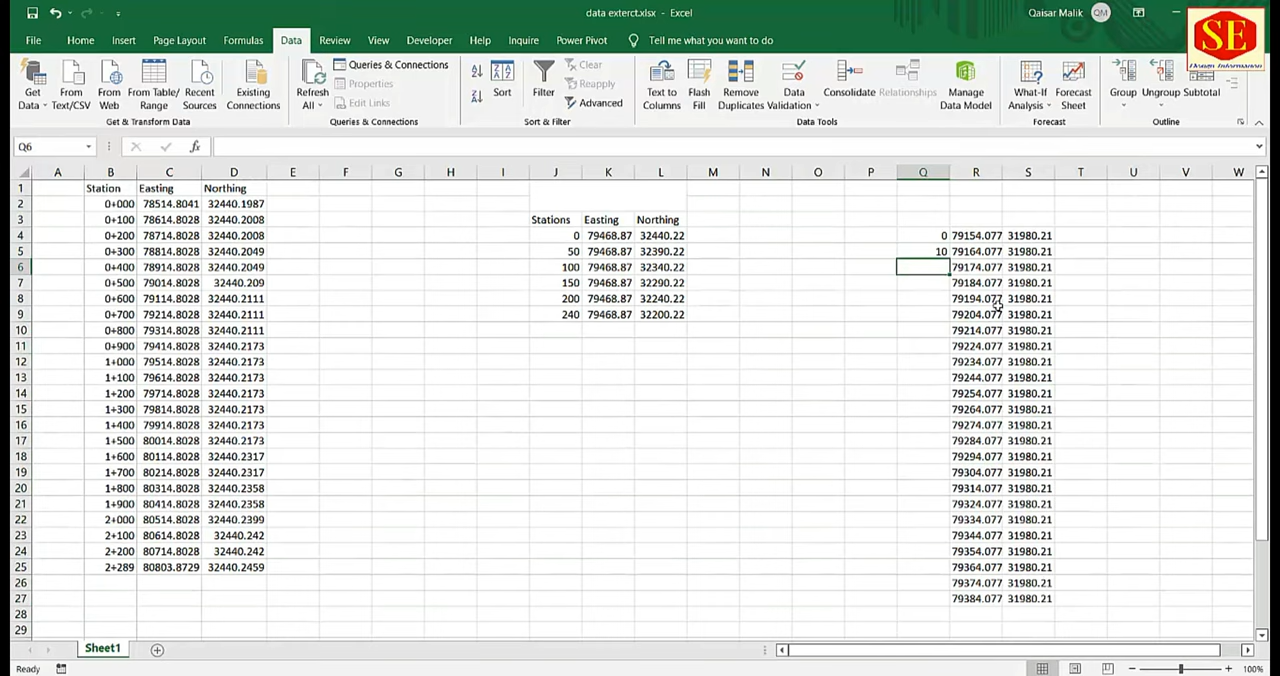 data exterct.xlsx - Excel
Qaisar Malik QM
SE
Design Information
File Home Insert Page Layout Formulas Data Review View Developer Help Inquire Power Pivot Tell me what you want to do
Get Data From Text/CSV From Web From Table/ Range Recent Sources Existing Connections
Refresh All Queries & Connections Properties Edit Links
Sort Filter Clear Reapply Advanced
Text to Columns Flash Fill Remove Duplicates Data Validation Consolidate Relationships Manage Data Model
What-If Analysis Forecast Sheet Group Ungroup Subtotal
Get & Transform Data Queries & Connections Sort & Filter Data Tools Forecast Outline
Q6 fx
A B C D E F G H I J K L M N O P Q R S T U V W
1 Station Easting Northing
2 0+000 78514.8041 32440.1987
3 0+100 78614.8028 32440.2008 Stations Easting Northing
4 0+200 78714.8028 32440.2008 0 79468.87 32440.22 0 79154.077 31980.21
5 0+300 78814.8028 32440.2049 50 79468.87 32390.22 10 79164.077 31980.21
6 0+400 78914.8028 32440.2049 100 79468.87 32340.22 79174.077 31980.21
7 0+500 79014.8028 32440.209 150 79468.87 32290.22 79184.077 31980.21
8 0+600 79114.8028 32440.2111 200 79468.87 32240.22 79194.077 31980.21
9 0+700 79214.8028 32440.2111 240 79468.87 32200.22 79204.077 31980.21
10 0+800 79314.8028 32440.2111 79214.077 31980.21
11 0+900 79414.8028 32440.2173 79224.077 31980.21
12 1+000 79514.8028 32440.2173 79234.077 31980.21
13 1+100 79614.8028 32440.2173 79244.077 31980.21
14 1+200 79714.8028 32440.2173 79254.077 31980.21
15 1+300 79814.8028 32440.2173 79264.077 31980.21
16 1+400 79914.8028 32440.2173 79274.077 31980.21
17 1+500 80014.8028 32440.2173 79284.077 31980.21
18 1+600 80114.8028 32440.2317 79294.077 31980.21
19 1+700 80214.8028 32440.2317 79304.077 31980.21
20 1+800 80314.8028 32440.2358 79314.077 31980.21
21 1+900 80414.8028 32440.2358 79324.077 31980.21
22 2+000 80514.8028 32440.2399 79334.077 31980.21
23 2+100 80614.8028 32440.242 79344.077 31980.21
24 2+200 80714.8028 32440.242 79354.077 31980.21
25 2+289 80803.8729 32440.2459 79364.077 31980.21
26 79374.077 31980.21
27 79384.077 31980.21
28
29
Sheet1
Ready 100%